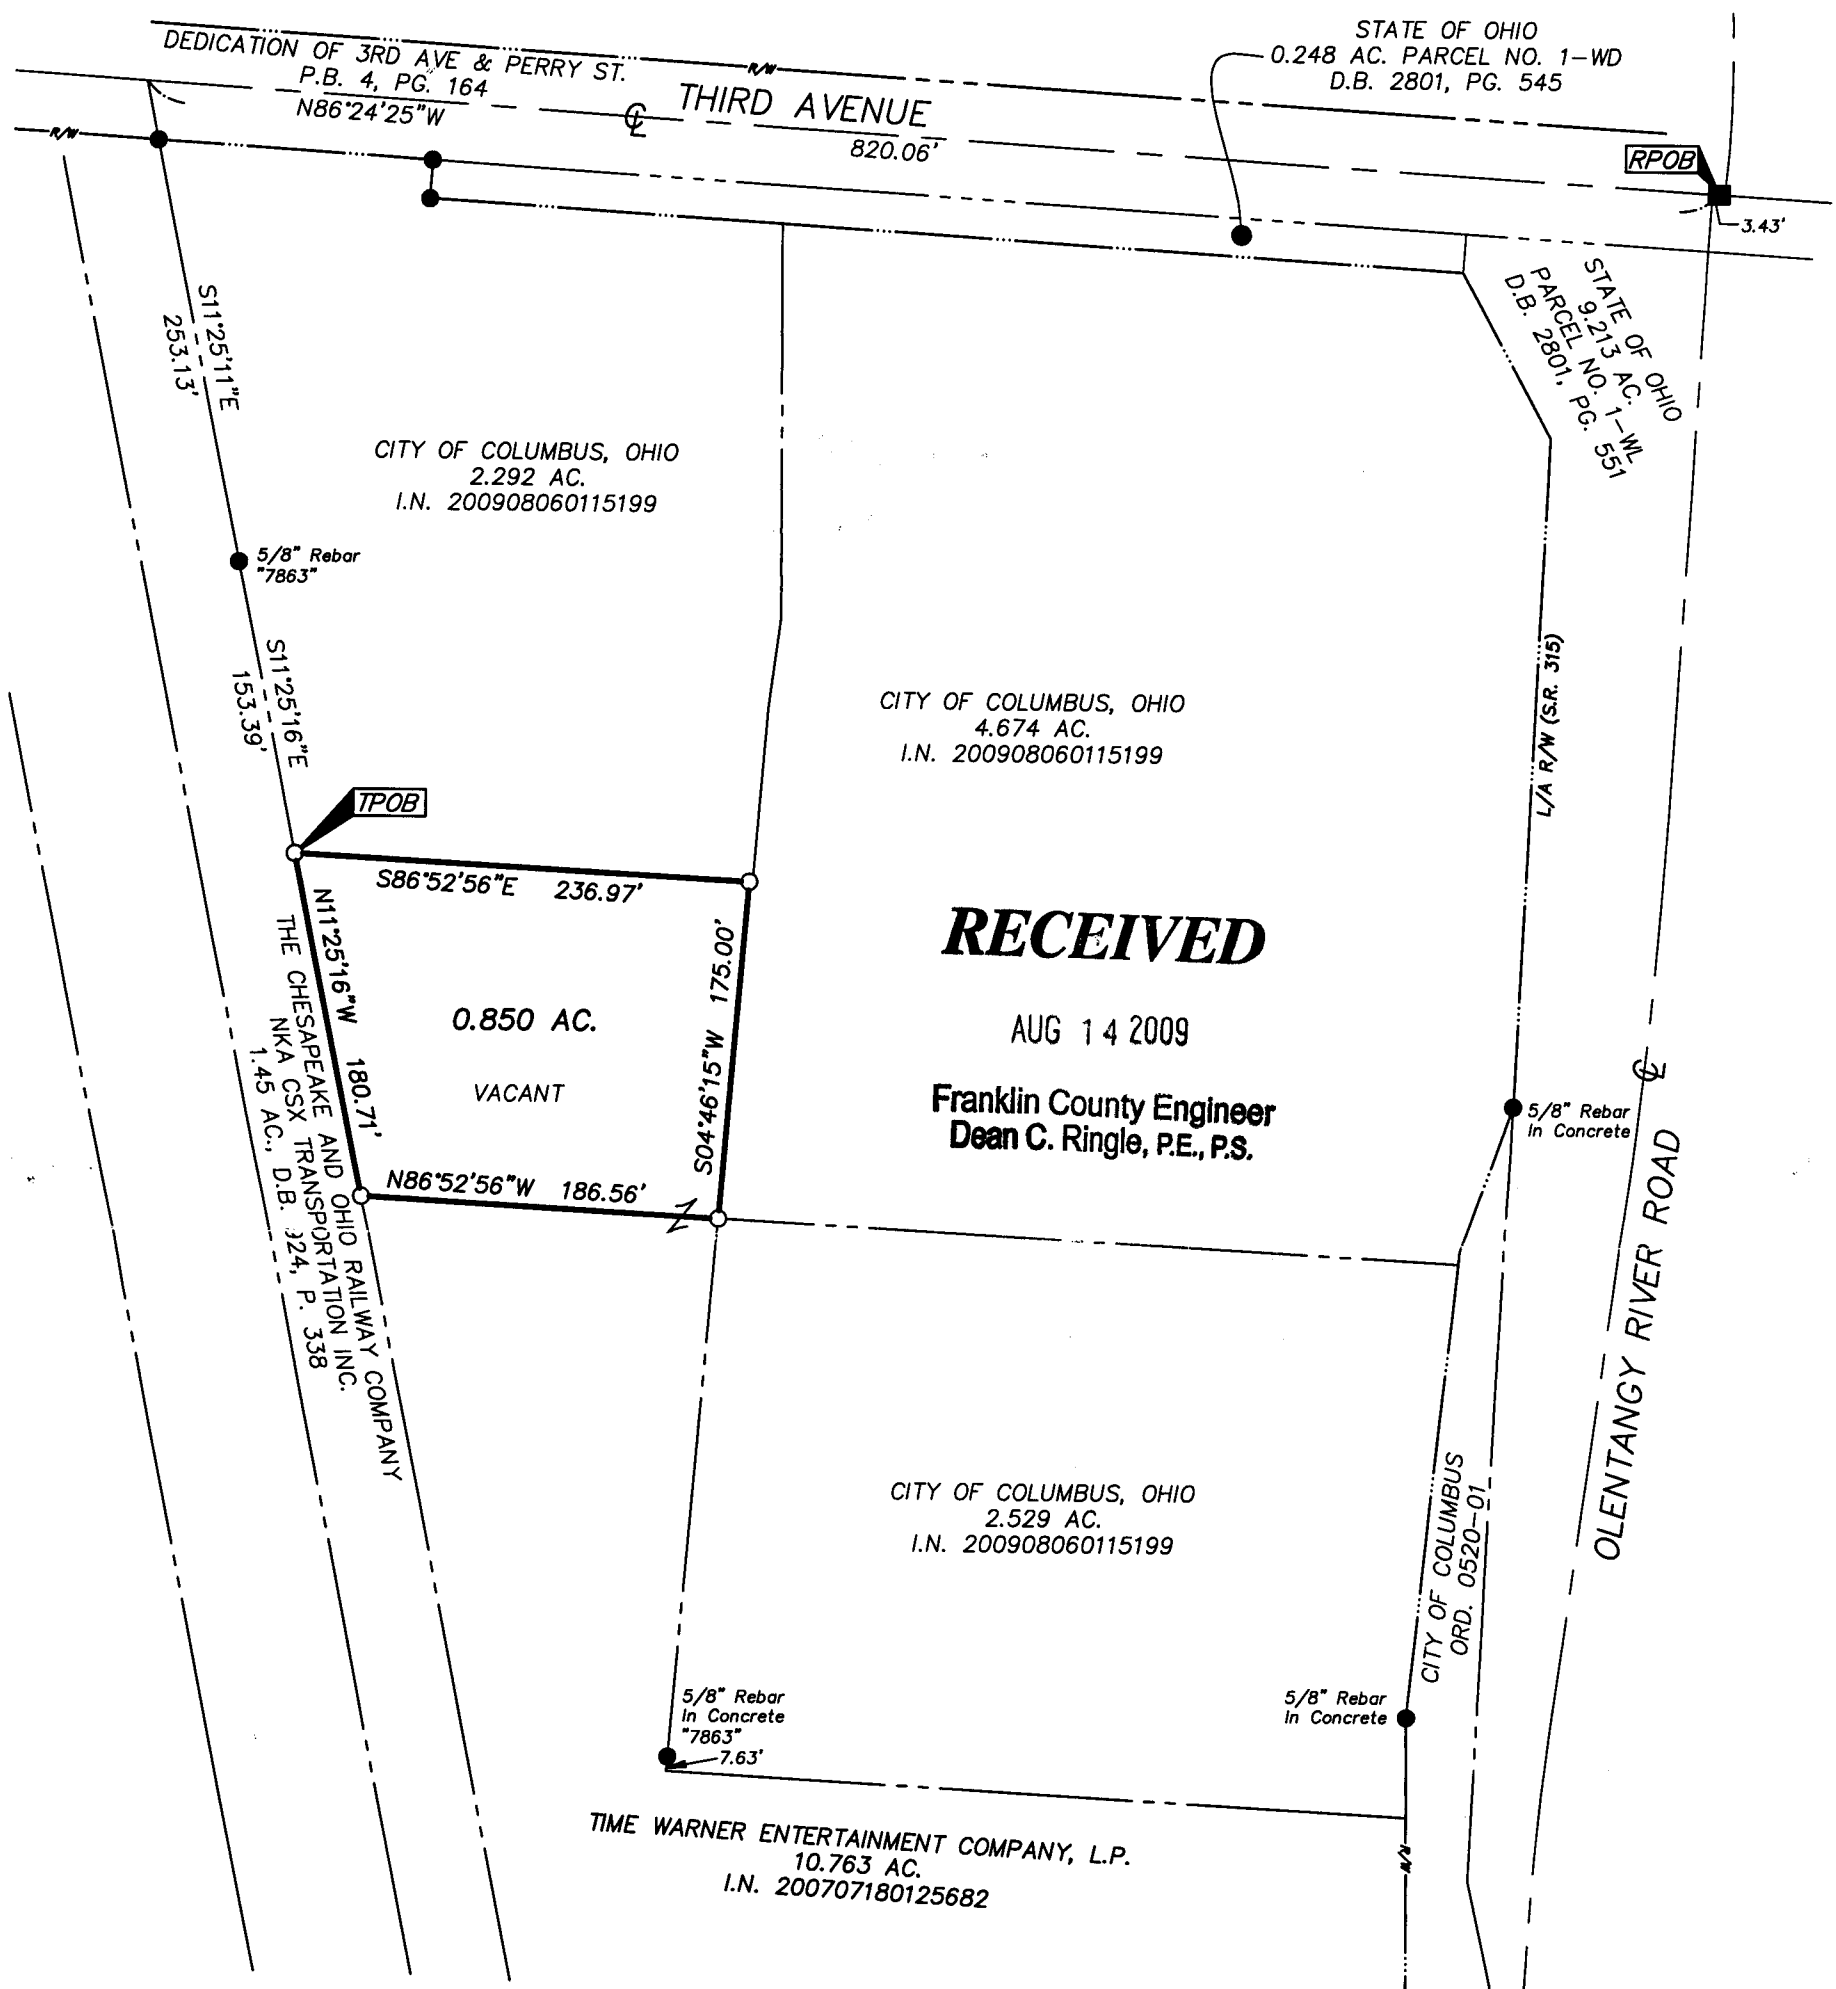 STATE OF OHIO
0.248 AC. PARCEL NO. 1-WD
D.B. 2801, PG. 545
DEDICATION OF 3RD AVE & PERRY ST.
P.B. 4, PG. 164
N86°24'25"W
R/W
℄ THIRD AVENUE
820.06'
R/W
RPOB
3.43'
STATE OF OHIO
9.213 AC.
PARCEL NO. 1-WL
D.B. 2801, PG. 551
S11°25'11"E
253.13'
CITY OF COLUMBUS, OHIO
2.292 AC.
I.N. 200908060115199
5/8" Rebar
"7863"
S11°25'16"E
153.39'
CITY OF COLUMBUS, OHIO
4.674 AC.
I.N. 200908060115199
L/A R/W (S.R. 315)
TPOB
S86°52'56"E 236.97'
N11°25'16"W 180.71'
S04°46'15"W 175.00'
0.850 AC.
VACANT
N86°52'56"W 186.56'
THE CHESAPEAKE AND OHIO RAILWAY COMPANY
NKA CSX TRANSPORTATION INC.
1.45 AC., D.B. 24, P. 338
RECEIVED
AUG 14 2009
Franklin County Engineer
Dean C. Ringle, P.E., P.S.
5/8" Rebar
In Concrete
℄
OLENTANGY RIVER ROAD
CITY OF COLUMBUS, OHIO
2.529 AC.
I.N. 200908060115199
CITY OF COLUMBUS
ORD. 0520-01
5/8" Rebar
In Concrete
"7863"
7.63'
5/8" Rebar
In Concrete
R/W
TIME WARNER ENTERTAINMENT COMPANY, L.P.
10.763 AC.
I.N. 200707180125682